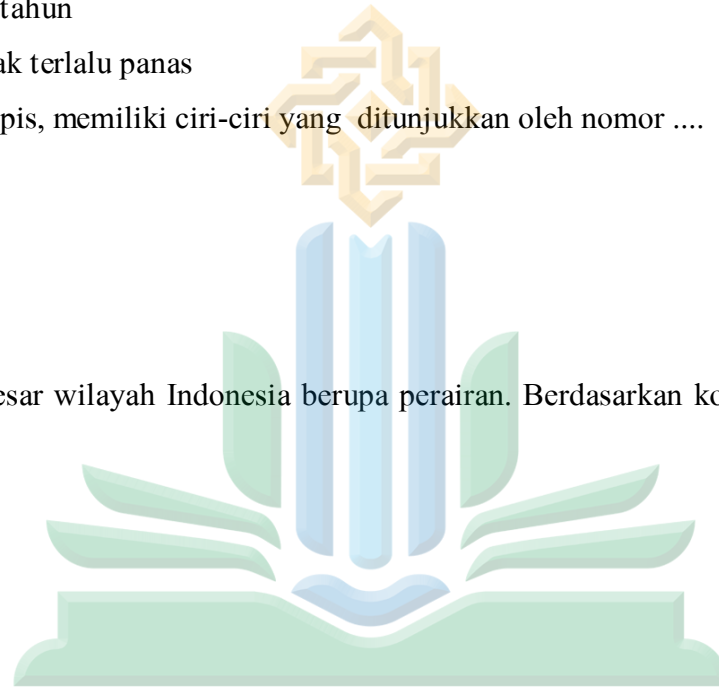 tahun
ak terlalu panas
pis, memiliki ciri-ciri yang ditunjukkan oleh nomor ....
esar wilayah Indonesia berupa perairan. Berdasarkan ko